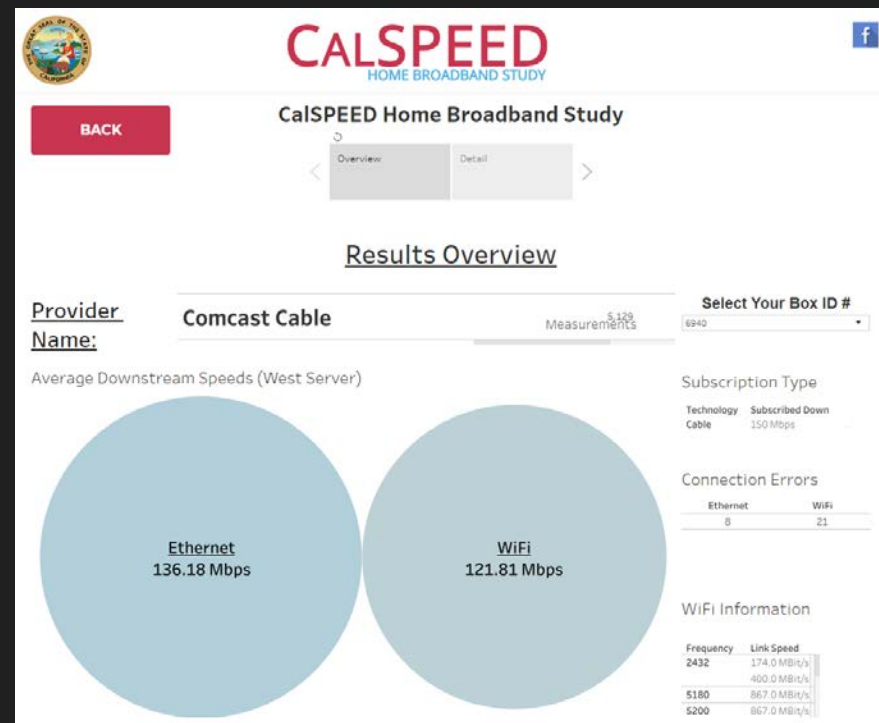 CALSPEED
HOME BROADBAND STUDY
f
BACK
CalSPEED Home Broadband Study
Overview
Detail
Results Overview
Provider
Name:
Comcast Cable
5,129
Measurements
Select Your Box ID #
6940
Average Downstream Speeds (West Server)
Ethernet
136.18 Mbps
WiFi
121.81 Mbps
Subscription Type
Technology Subscribed Down
Cable 150 Mbps
Connection Errors
Ethernet WiFi
8 21
WiFi Information
Frequency Link Speed
2432 174.0 MBit/s
400.0 MBit/s
5180 867.0 MBit/s
5200 867.0 MBit/s